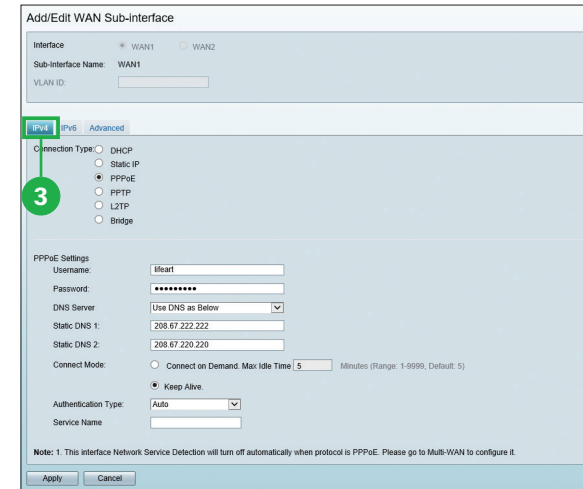 Add/Edit WAN Sub-interface
Interface WAN1 WAN2
Sub-Interface Name: WAN1
VLAN ID:
IPv4 IPv6 Advanced
Connection Type: DHCP
Static IP
PPPoE
3
PPTP
L2TP
Bridge
PPPoE Settings
Username: lifeart
Password: •••••••••
DNS Server Use DNS as Below
Static DNS 1: 208.67.222.222
Static DNS 2: 208.67.220.220
Connect Mode: Connect on Demand. Max Idle Time 5 Minutes (Range: 1-9999, Default: 5)
Keep Alive.
Authentication Type: Auto
Service Name
Note: 1. This interface Network Service Detection will turn off automatically when protocol is PPPoE. Please go to Multi-WAN to configure it.
Apply Cancel